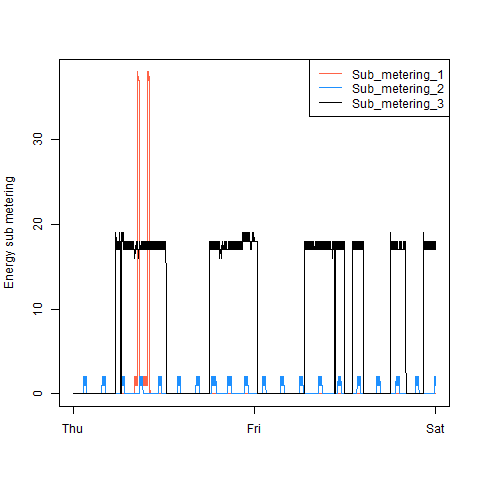 Sub_metering_1
Sub_metering_2
Sub_metering_3
Energy sub metering
30
20
10
0
Thu
Fri
Sat